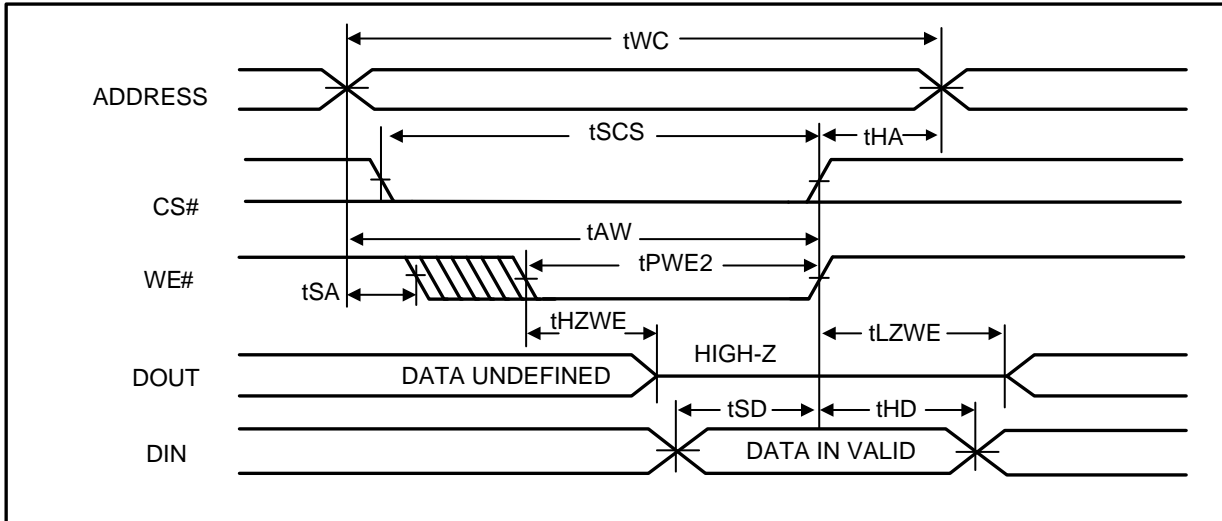 tWC
ADDRESS
tSCS
tHA
CS#
tAW
tPWE2
WE#
tSA
tHZWE
tLZWE
HIGH-Z
DOUT
DATA UNDEFINED
tSD
tHD
DIN
DATA IN VALID